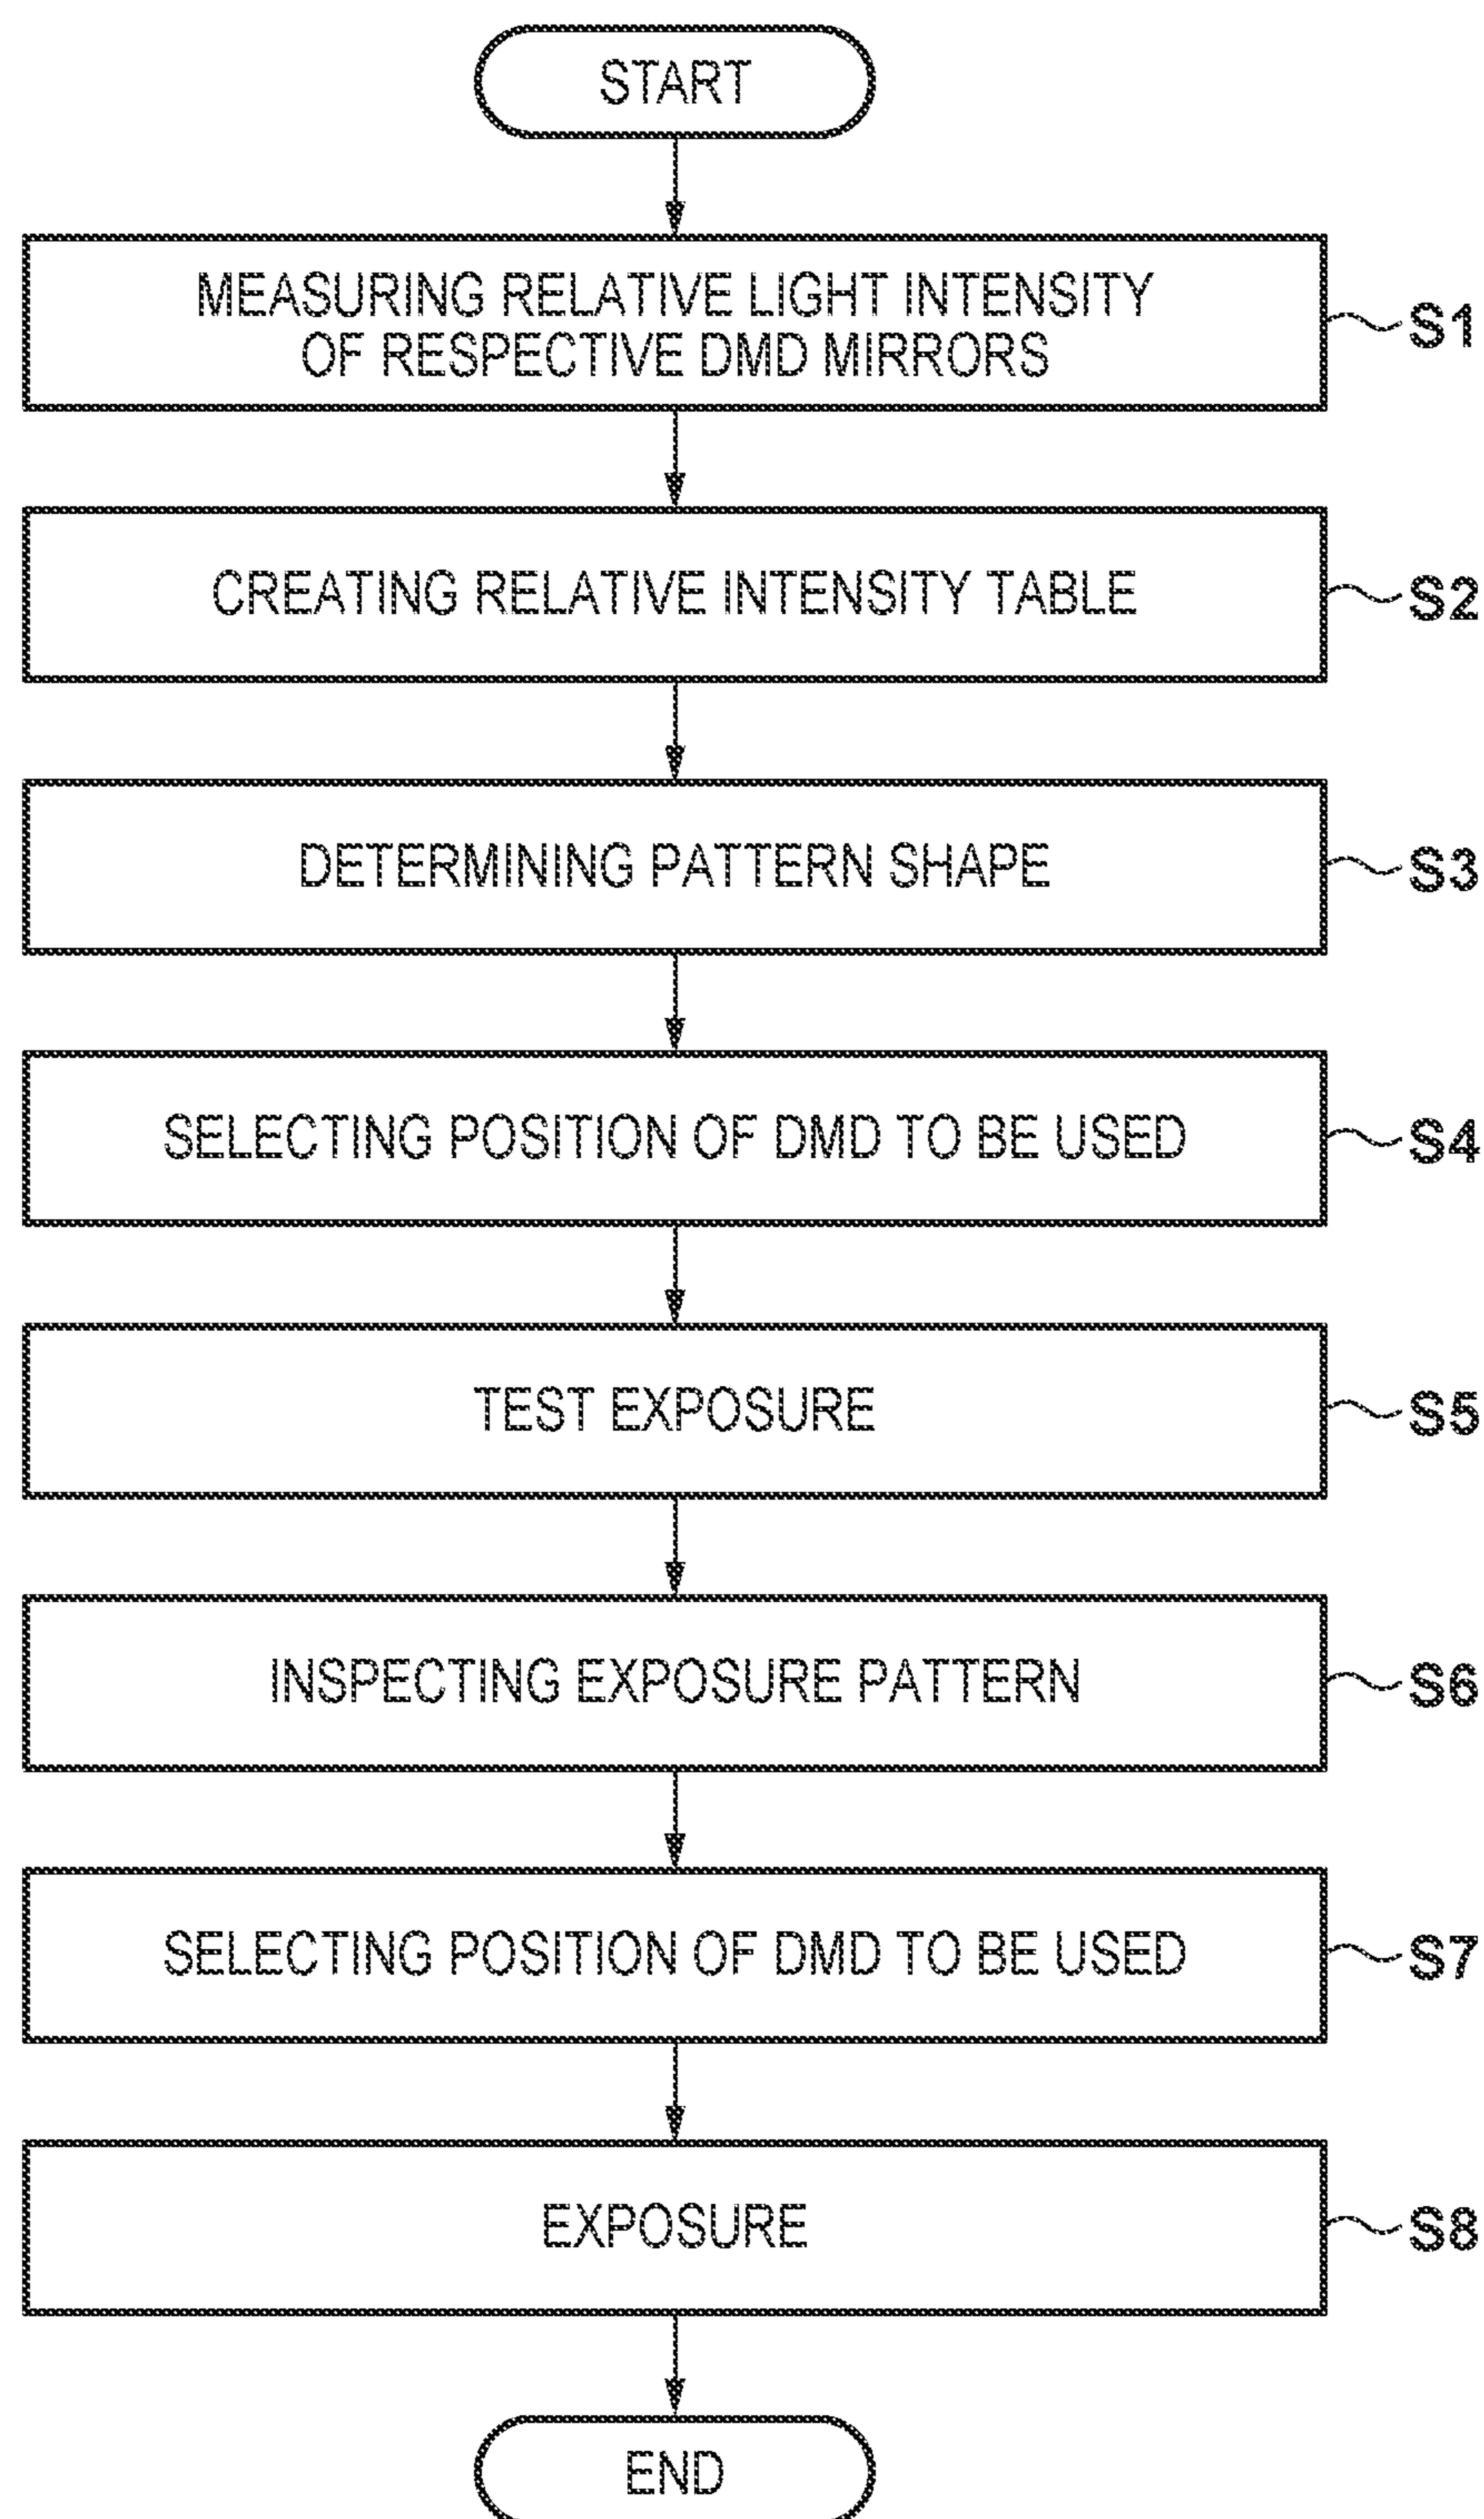 START
MEASURING RELATIVE LIGHT INTENSITY
OF RESPECTIVE DMD MIRRORS
S1
CREATING RELATIVE INTENSITY TABLE
S2
DETERMINING PATTERN SHAPE
S3
SELECTING POSITION OF DMD TO BE USED
S4
TEST EXPOSURE
S5
INSPECTING EXPOSURE PATTERN
S6
SELECTING POSITION OF DMD TO BE USED
S7
EXPOSURE
S8
END